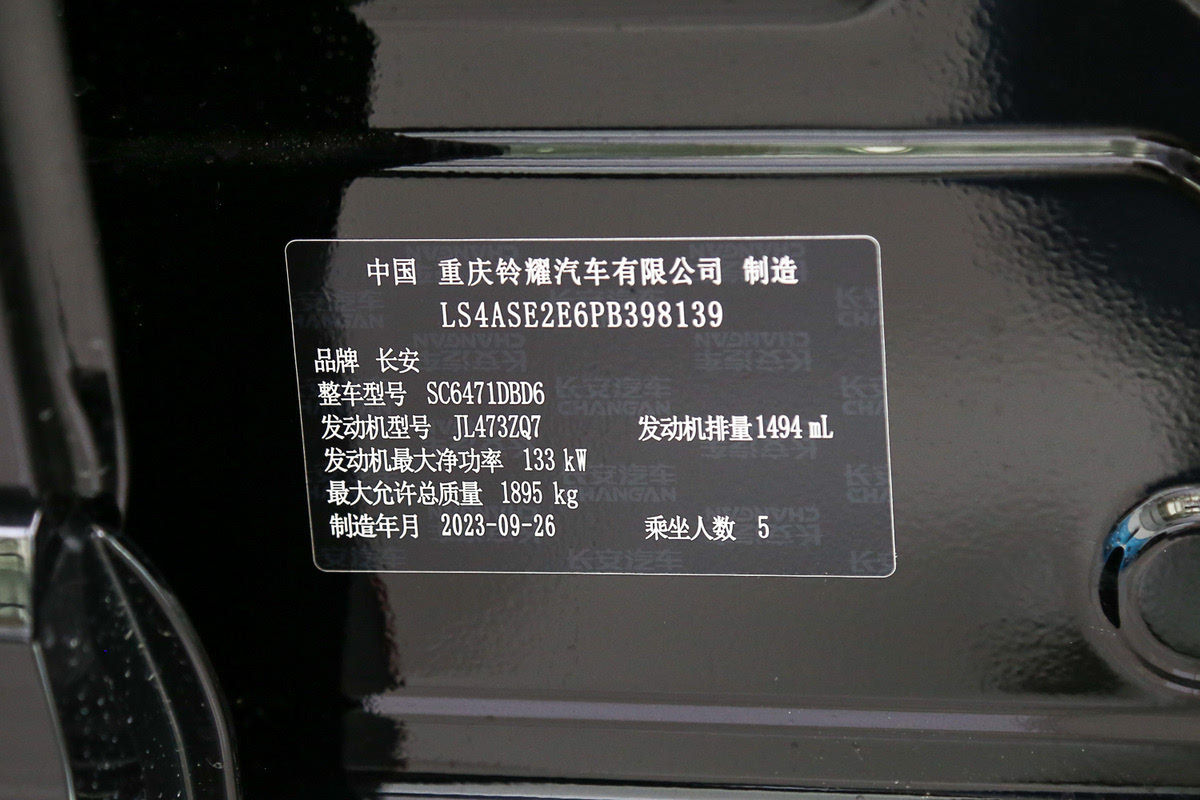 中国 重庆铃耀汽车有限公司 制造
LS4ASE2E6PB398139
品牌 长安
整车型号 SC6471DBD6
发动机型号 JL473ZQ7 发动机排量1494 mL
发动机最大净功率 133 kW
最大允许总质量 1895 kg
制造年月 2023-09-26 乘坐人数 5